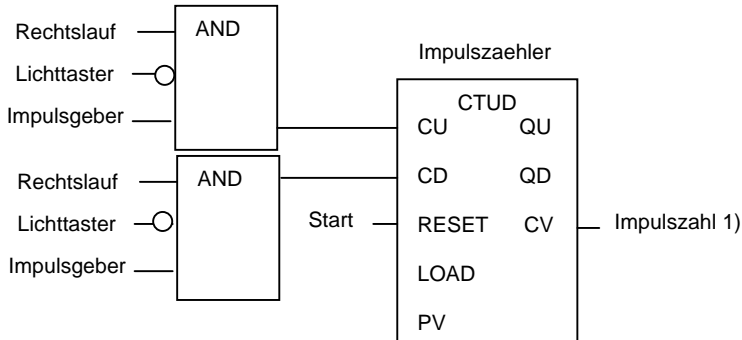 Rechtslauf
AND
Lichttaster
Impulsgeber
Impulszaehler
CTUD
CU QU
Rechtslauf
AND
CD QD
Lichttaster
Start
RESET CV
Impulszahl 1)
Impulsgeber
LOAD
PV